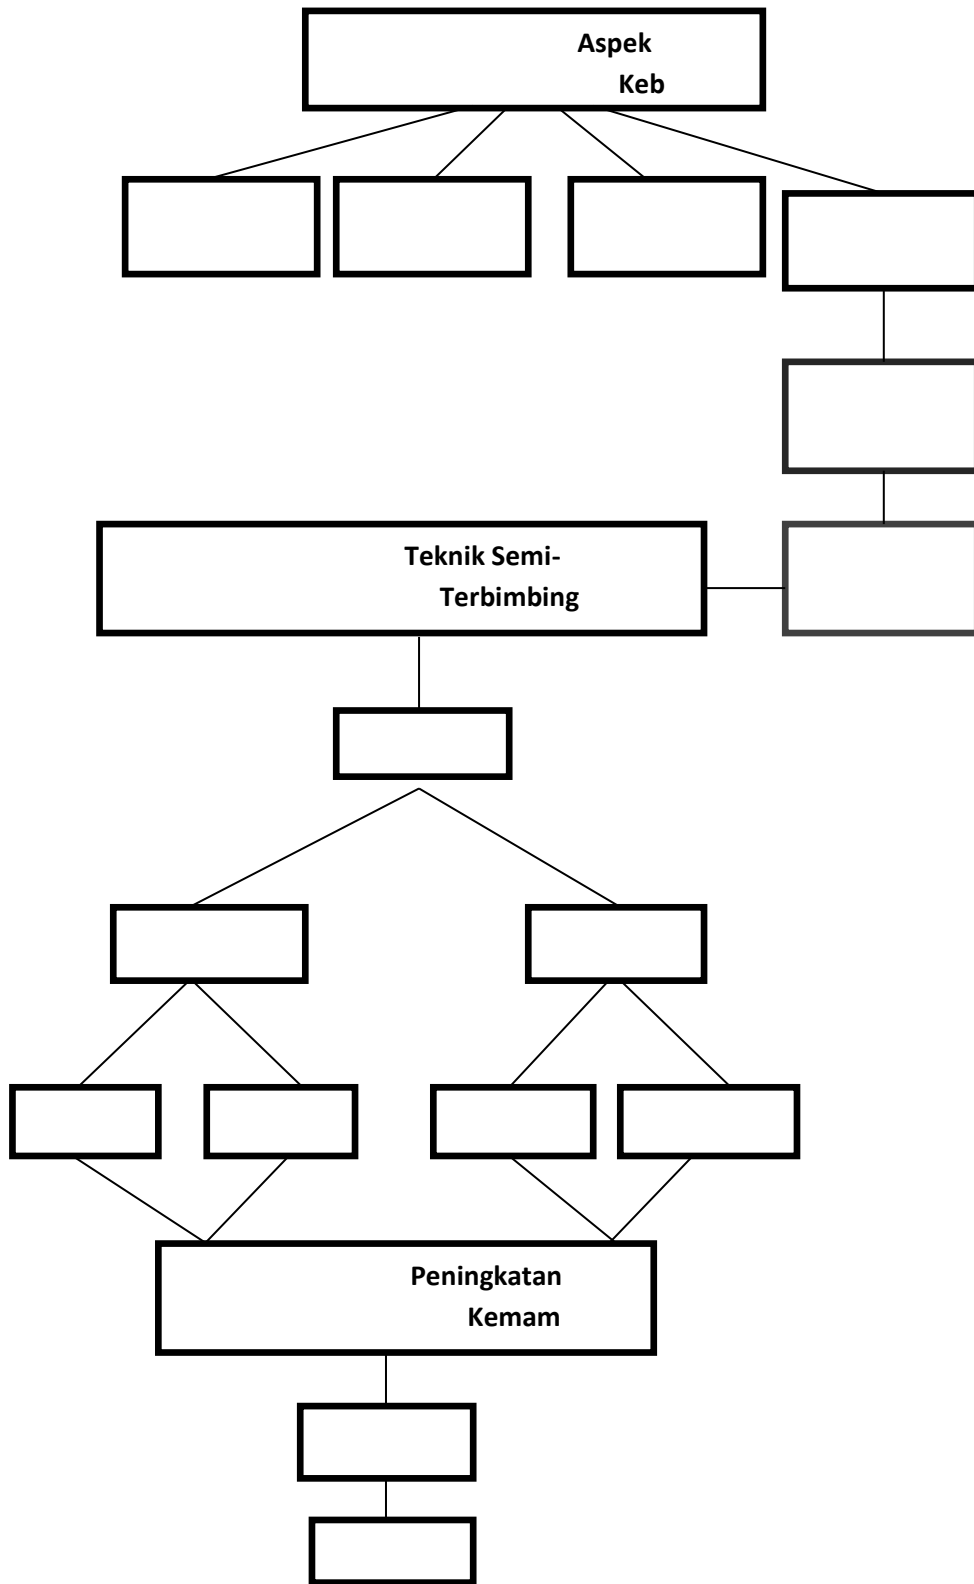 Aspek
Keb
Teknik Semi-
Terbimbing
Peningkatan
Kemam